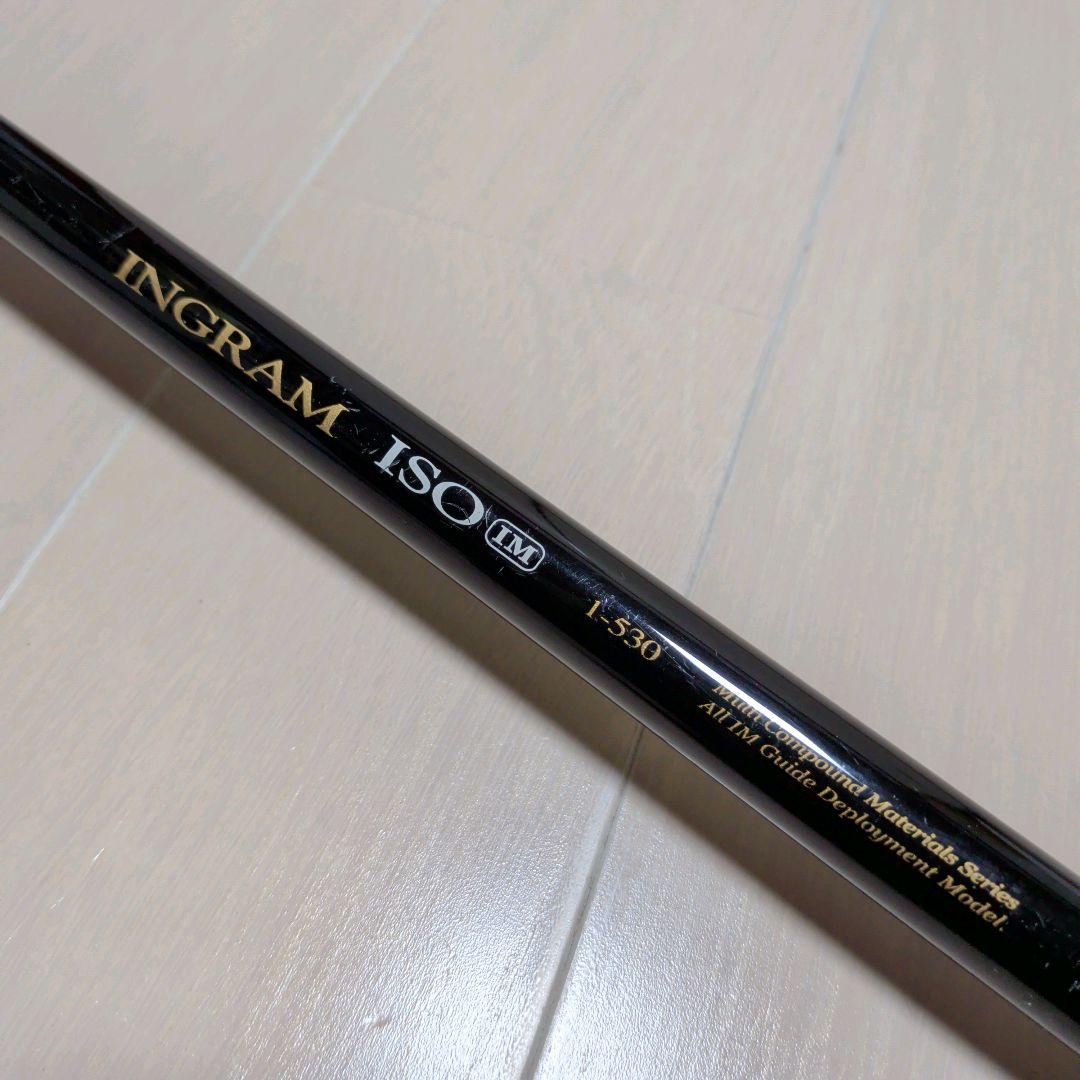 INGRAM ISO IM 1-530
Multi Compound Materials Series
All IM Guide Deployment Model.